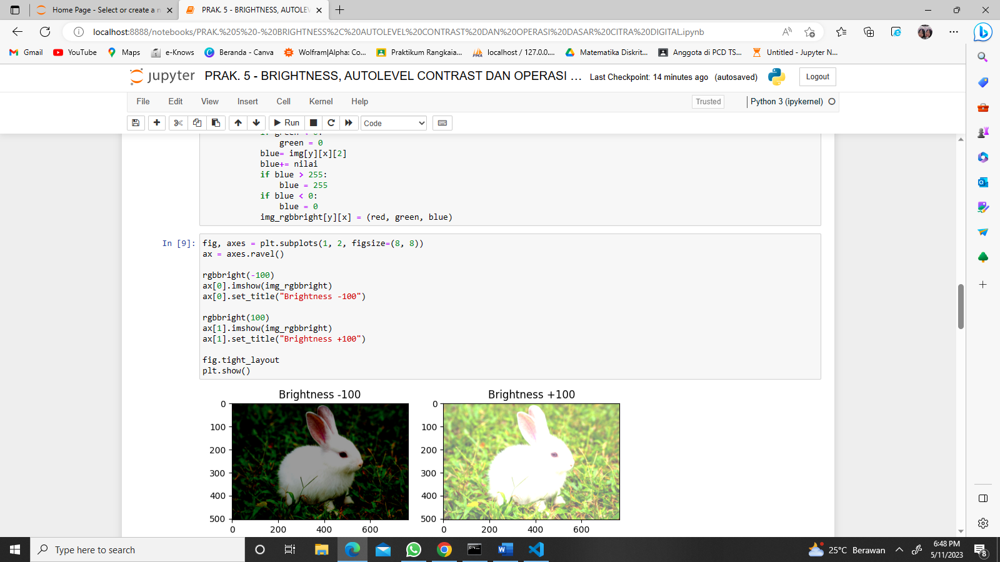 Home Page - Select or create a n
PRAK. 5 - BRIGHTNESS, AUTOLEV
localhost:8888/notebooks/PRAK.%205%20-%20BRIGHTNESS%2C%20AUTOLEVEL%20CONTRAST%20DAN%20OPERASI%20DASAR%20CITRA%20DIGITAL.ipynb
Gmail YouTube Maps e-Knows Beranda - Canva Wolfram|Alpha: Co... Praktikum Rangkaia... localhost / 127.0.0.... Matematika Diskrit... Anggota di PCD TS... Untitled - Jupyter N...
jupyter PRAK. 5 - BRIGHTNESS, AUTOLEVEL CONTRAST DAN OPERASI ... Last Checkpoint: 14 minutes ago (autosaved) Logout
File Edit View Insert Cell Kernel Help Trusted Python 3 (ipykernel)
Run Code
if green < 0:
green = 0
blue= img[y][x][2]
blue+= nilai
if blue > 255:
blue = 255
if blue < 0:
blue = 0
img_rgbbright[y][x] = (red, green, blue)
In [9]: fig, axes = plt.subplots(1, 2, figsize=(8, 8))
ax = axes.ravel()
rgbbright(-100)
ax[0].imshow(img_rgbbright)
ax[0].set_title("Brightness -100")
rgbbright(100)
ax[1].imshow(img_rgbbright)
ax[1].set_title("Brightness +100")
fig.tight_layout
plt.show()
Brightness -100 Brightness +100
0 0
100 100
200 200
300 300
400 400
500 500
0 200 400 600 0 200 400 600
Type here to search
25°C Berawan
6:48 PM
5/11/2023
8